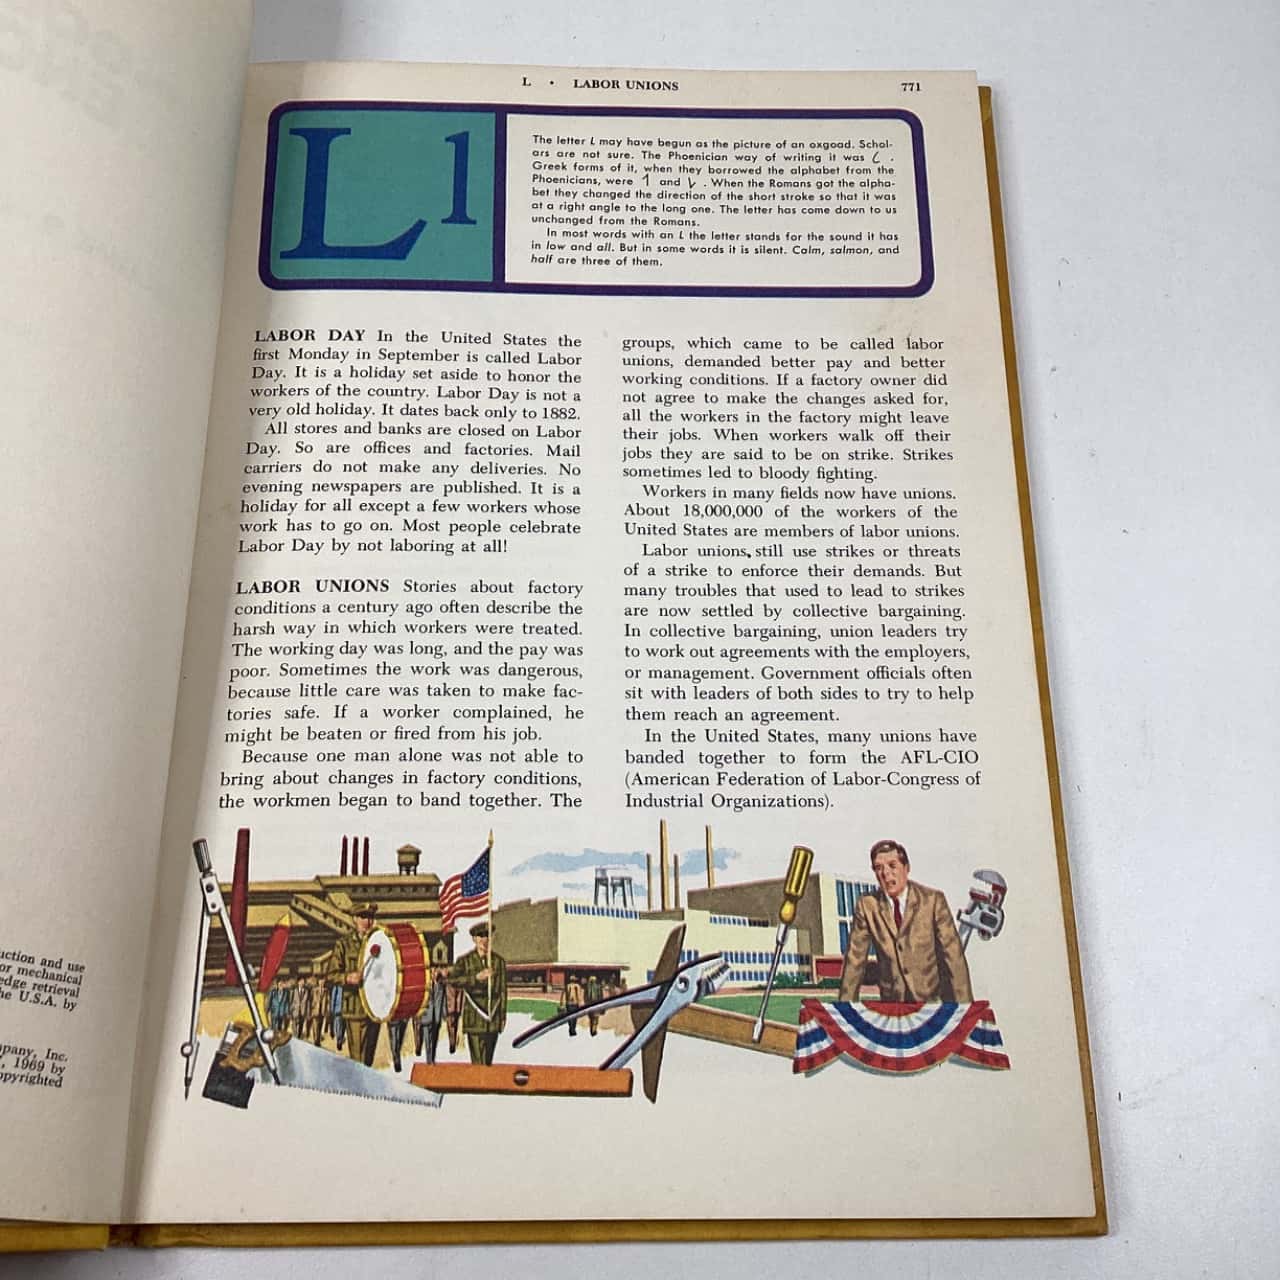 L • LABOR UNIONS 771
L l
The letter L may have begun as the picture of an oxgoad. Schol-
ars are not sure. The Phoenician way of writing it was
Greek forms of it, when they borrowed the alphabet from the
Phoenicians, were and . When the Romans got the alpha-
bet they changed the direction of the short stroke so that it was
at a right angle to the long one. The letter has come down to us
unchanged from the Romans.
In most words with an L the letter stands for the sound it has
in low and all. But in some words it is silent. Calm, salmon, and
half are three of them.
LABOR DAY In the United States the
first Monday in September is called Labor
Day. It is a holiday set aside to honor the
workers of the country. Labor Day is not a
very old holiday. It dates back only to 1882.
All stores and banks are closed on Labor
Day. So are offices and factories. Mail
carriers do not make any deliveries. No
evening newspapers are published. It is a
holiday for all except a few workers whose
work has to go on. Most people celebrate
Labor Day by not laboring at all!
LABOR UNIONS Stories about factory
conditions a century ago often describe the
harsh way in which workers were treated.
The working day was long, and the pay was
poor. Sometimes the work was dangerous,
because little care was taken to make fac-
tories safe. If a worker complained, he
might be beaten or fired from his job.
Because one man alone was not able to
bring about changes in factory conditions,
the workmen began to band together. The
groups, which came to be called labor
unions, demanded better pay and better
working conditions. If a factory owner did
not agree to make the changes asked for,
all the workers in the factory might leave
their jobs. When workers walk off their
jobs they are said to be on strike. Strikes
sometimes led to bloody fighting.
Workers in many fields now have unions.
About 18,000,000 of the workers of the
United States are members of labor unions.
Labor unions, still use strikes or threats
of a strike to enforce their demands. But
many troubles that used to lead to strikes
are now settled by collective bargaining.
In collective bargaining, union leaders try
to work out agreements with the employers,
or management. Government officials often
sit with leaders of both sides to try to help
them reach an agreement.
In the United States, many unions have
banded together to form the AFL-CIO
(American Federation of Labor-Congress of
Industrial Organizations).
uction and use
or mechanical
edge retrieval
he U.S.A. by
pany, Inc.
, 1969 by
opyrighted